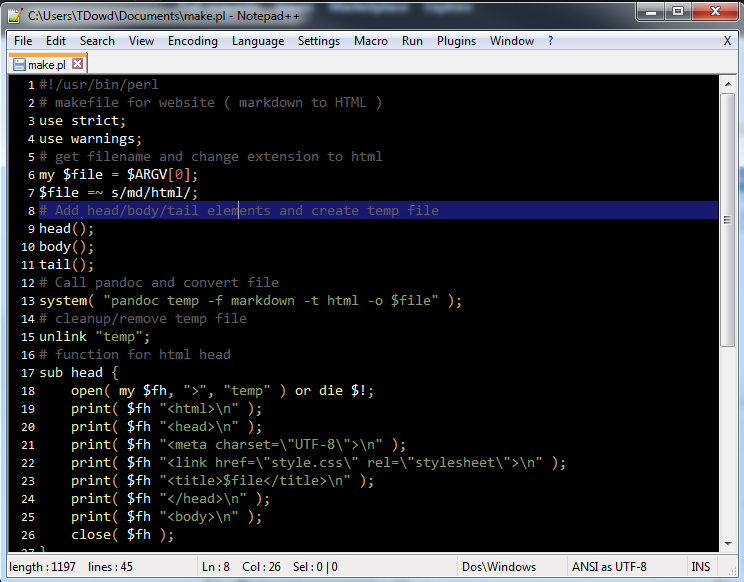 C:\Users\TDowd\Documents\make.pl - Notepad++
File Edit Search View Encoding Language Settings Macro Run Plugins Window ? X
make.pl
1 #!/usr/bin/perl
2 # makefile for website ( markdown to HTML )
3 use strict;
4 use warnings;
5 # get filename and change extension to html
6 my $file = $ARGV[0];
7 $file =~ s/md/html/;
8 # Add head/body/tail elements and create temp file
9 head();
10 body();
11 tail();
12 # Call pandoc and convert file
13 system( "pandoc temp -f markdown -t html -o $file" );
14 # cleanup/remove temp file
15 unlink "temp";
16 # function for html head
17 sub head {
18     open( my $fh, ">", "temp" ) or die $!;
19     print( $fh "<html>\n" );
20     print( $fh "<head>\n" );
21     print( $fh "<meta charset=\"UTF-8\">\n" );
22     print( $fh "<link href=\"style.css\" rel=\"stylesheet\">\n" );
23     print( $fh "<title>$file</title>\n" );
24     print( $fh "</head>\n" );
25     print( $fh "<body>\n" );
26     close( $fh );
27 }
length : 1197 lines : 45 Ln : 8 Col : 26 Sel : 0 | 0 Dos\Windows ANSI as UTF-8 INS